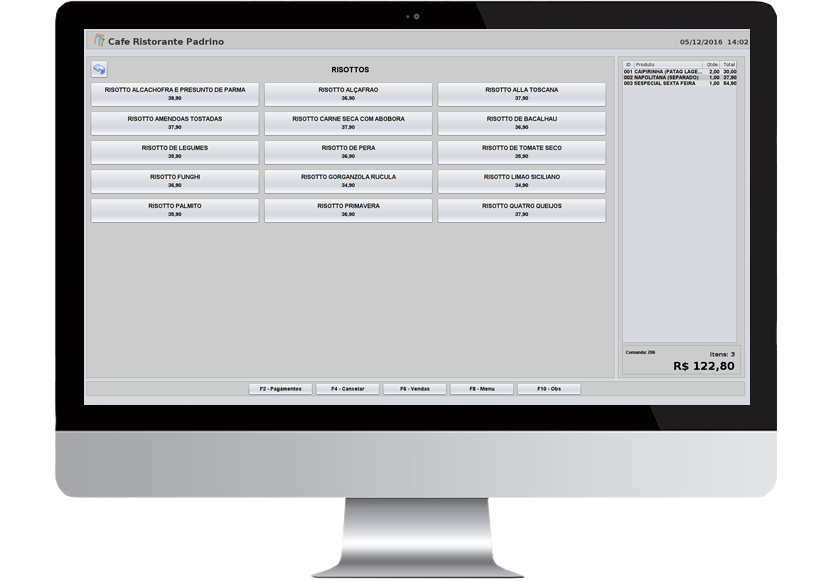 Cafe Ristorante Padrino
05/12/2016 14:02
RISOTTOS
RISOTTO ALCACHOFRA E PRESUNTO DE PARMA
38,90
RISOTTO ALÇAFRAO
36,90
RISOTTO ALLA TOSCANA
37,90
RISOTTO AMENDOAS TOSTADAS
37,90
RISOTTO CARNE SECA COM ABOBORA
37,90
RISOTTO DE BACALHAU
36,90
RISOTTO DE LEGUMES
35,90
RISOTTO DE PERA
36,90
RISOTTO DE TOMATE SECO
35,90
RISOTTO FUNGHI
36,90
RISOTTO GORGANZOLA RUCULA
34,90
RISOTTO LIMAO SICILIANO
34,90
RISOTTO PALMITO
35,90
RISOTTO PRIMAVERA
36,90
RISOTTO QUATRO QUEIJOS
37,90
ID Produto Qtde Total
001 CAIPIRINHA (PATAG LAGE... 2,00 30,00
002 NAPOLITANA (SEPARADO) 1,00 37,90
003 5ESPECIAL SEXTA FEIRA 1,00 54,90
Comanda: 206
Itens: 3
R$ 122,80
F2 - Pagamentos
F4 - Cancelar
F6 - Vendas
F8 - Menu
F10 - Obs